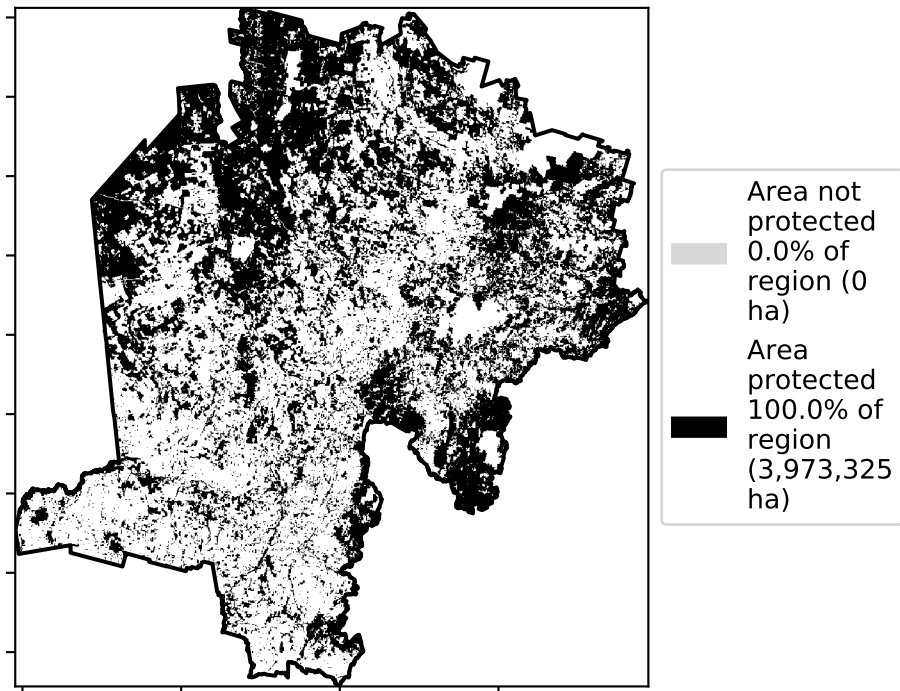 Area not
protected
0.0% of
region (0
ha)
Area
protected
100.0% of
region
(3,973,325
ha)